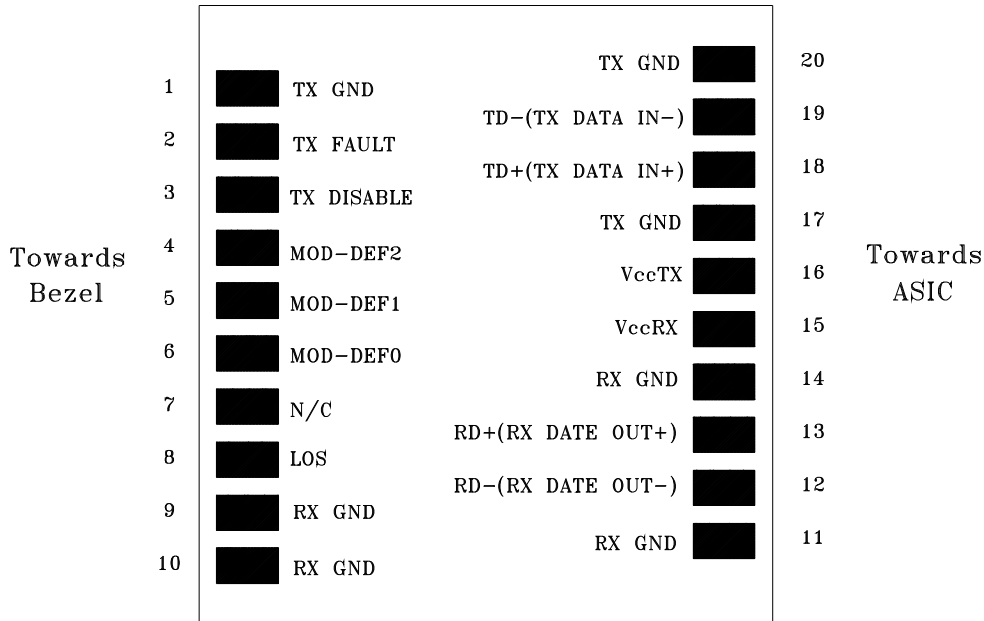 Towards
Bezel
1 TX GND
2 TX FAULT
3 TX DISABLE
4 MOD-DEF2
5 MOD-DEF1
6 MOD-DEF0
7 N/C
8 LOS
9 RX GND
10 RX GND
TX GND 20
TD-(TX DATA IN-) 19
TD+(TX DATA IN+) 18
TX GND 17
VccTX 16
VccRX 15
RX GND 14
RD+(RX DATE OUT+) 13
RD-(RX DATE OUT-) 12
RX GND 11
Towards
ASIC